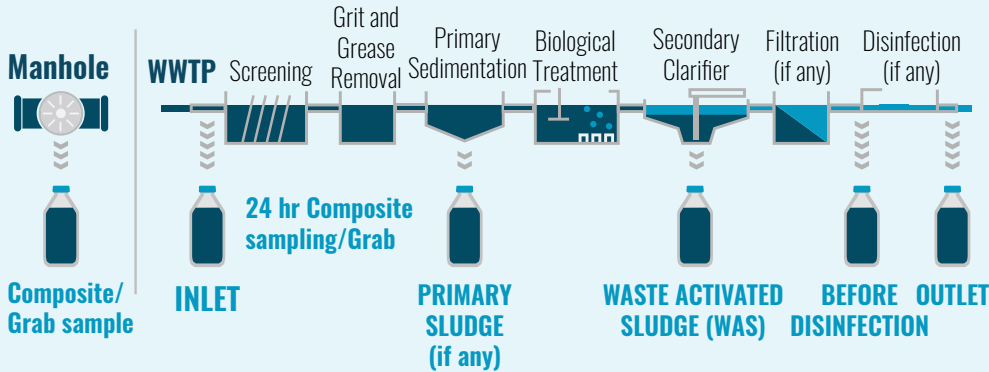 Manhole
Composite/
Grab sample
WWTP
Screening
Grit and
Grease
Removal
Primary
Sedimentation
Biological
Treatment
Secondary
Clarifier
Filtration
(if any)
Disinfection
(if any)
24 hr Composite
sampling/Grab
INLET
PRIMARY
SLUDGE
(if any)
WASTE ACTIVATED
SLUDGE (WAS)
BEFORE
DISINFECTION
OUTLET